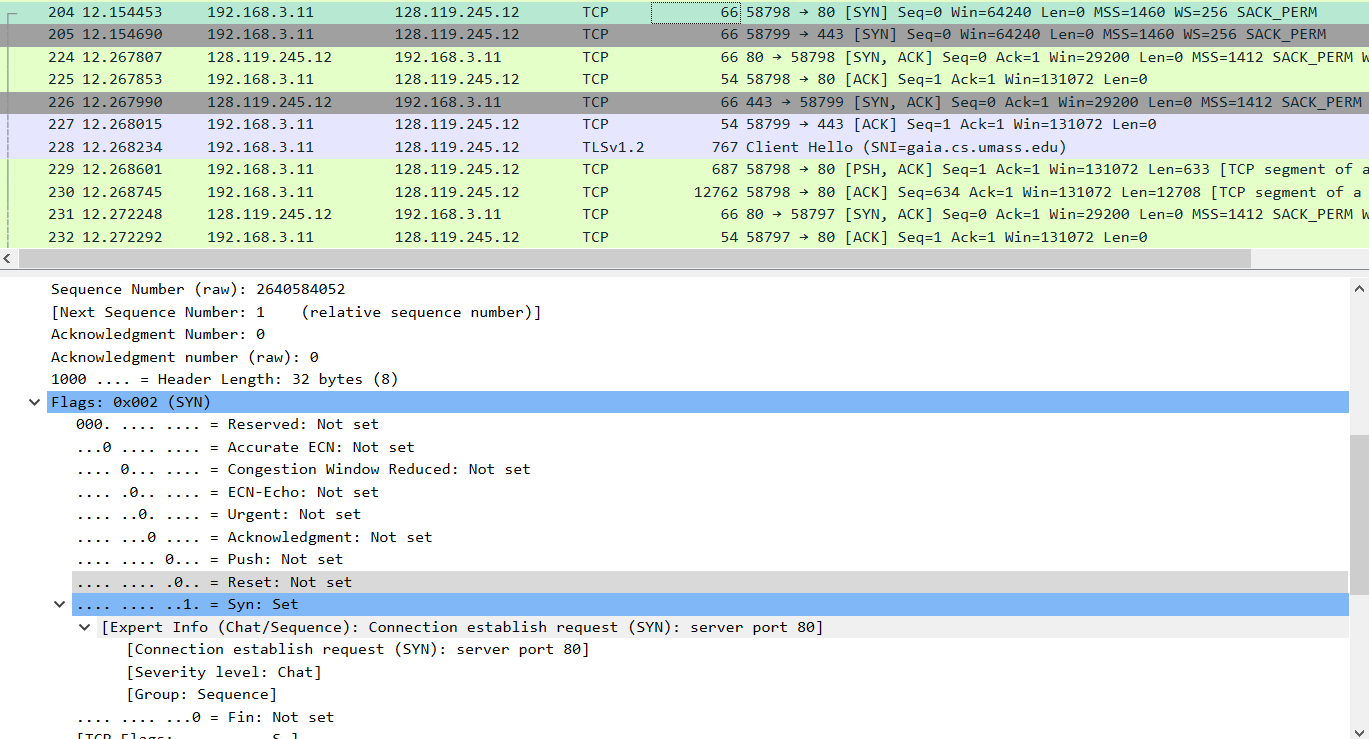 204 12.154453 192.168.3.11 128.119.245.12 TCP 66 58798 → 80 [SYN] Seq=0 Win=64240 Len=0 MSS=1460 WS=256 SACK_PERM
205 12.154690 192.168.3.11 128.119.245.12 TCP 66 58799 → 443 [SYN] Seq=0 Win=64240 Len=0 MSS=1460 WS=256 SACK_PERM
224 12.267807 128.119.245.12 192.168.3.11 TCP 66 80 → 58798 [SYN, ACK] Seq=0 Ack=1 Win=29200 Len=0 MSS=1412 SACK_PERM W
225 12.267853 192.168.3.11 128.119.245.12 TCP 54 58798 → 80 [ACK] Seq=1 Ack=1 Win=131072 Len=0
226 12.267990 128.119.245.12 192.168.3.11 TCP 66 443 → 58799 [SYN, ACK] Seq=0 Ack=1 Win=29200 Len=0 MSS=1412 SACK_PERM
227 12.268015 192.168.3.11 128.119.245.12 TCP 54 58799 → 443 [ACK] Seq=1 Ack=1 Win=131072 Len=0
228 12.268234 192.168.3.11 128.119.245.12 TLSv1.2 767 Client Hello (SNI=gaia.cs.umass.edu)
229 12.268601 192.168.3.11 128.119.245.12 TCP 687 58798 → 80 [PSH, ACK] Seq=1 Ack=1 Win=131072 Len=633 [TCP segment of a
230 12.268745 192.168.3.11 128.119.245.12 TCP 12762 58798 → 80 [ACK] Seq=634 Ack=1 Win=131072 Len=12708 [TCP segment of a
231 12.272248 128.119.245.12 192.168.3.11 TCP 66 80 → 58797 [SYN, ACK] Seq=0 Ack=1 Win=29200 Len=0 MSS=1412 SACK_PERM W
232 12.272292 192.168.3.11 128.119.245.12 TCP 54 58797 → 80 [ACK] Seq=1 Ack=1 Win=131072 Len=0
Sequence Number (raw): 2640584052
[Next Sequence Number: 1 (relative sequence number)]
Acknowledgment Number: 0
Acknowledgment number (raw): 0
1000 .... = Header Length: 32 bytes (8)
Flags: 0x002 (SYN)
000. .... .... = Reserved: Not set
...0 .... .... = Accurate ECN: Not set
.... 0... .... = Congestion Window Reduced: Not set
.... .0.. .... = ECN-Echo: Not set
.... ..0. .... = Urgent: Not set
.... ...0 .... = Acknowledgment: Not set
.... .... 0... = Push: Not set
.... .... .0.. = Reset: Not set
.... .... ..1. = Syn: Set
[Expert Info (Chat/Sequence): Connection establish request (SYN): server port 80]
[Connection establish request (SYN): server port 80]
[Severity level: Chat]
[Group: Sequence]
.... .... ...0 = Fin: Not set
[TCP Flags: